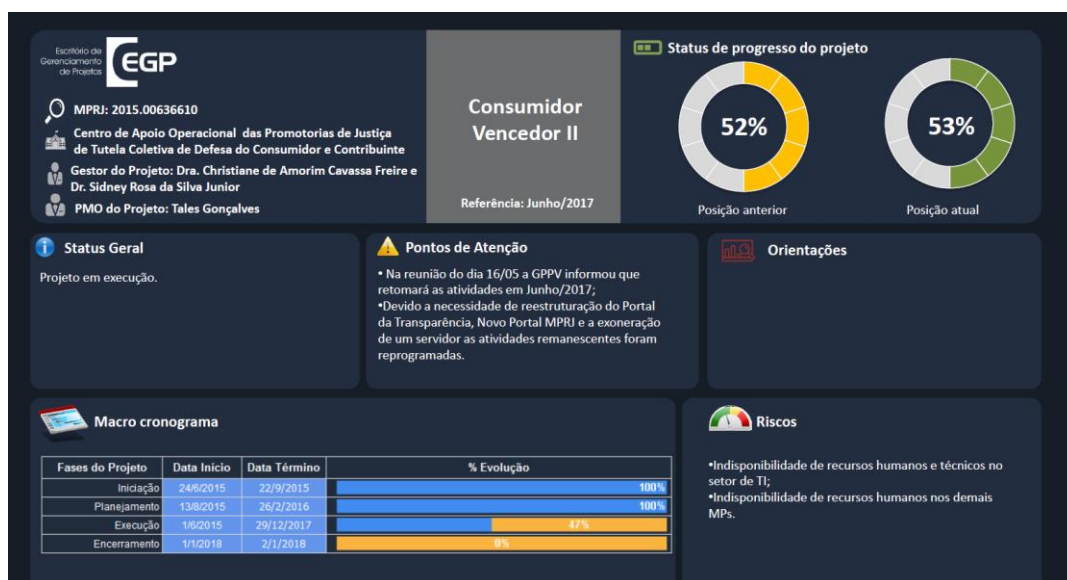 Escritório de
Gerenciamento
de Projetos
EGP
MPRJ: 2015.00636610
Centro de Apoio Operacional das Promotorias de Justiça
de Tutela Coletiva de Defesa do Consumidor e Contribuinte
Gestor do Projeto: Dra. Christiane de Amorim Cavassa Freire e
Dr. Sidney Rosa da Silva Junior
PMO do Projeto: Tales Gonçalves
Consumidor
Vencedor II
Referência: Junho/2017
Status de progresso do projeto
52%
53%
Posição anterior
Posição atual
Status Geral
Projeto em execução.
Pontos de Atenção
• Na reunião do dia 16/05 a GPPV informou que
retomará as atividades em Junho/2017;
•Devido a necessidade de reestruturação do Portal
da Transparência, Novo Portal MPRJ e a exoneração
de um servidor as atividades remanescentes foram
reprogramadas.
Orientações
Macro cronograma
Fases do Projeto Data Início Data Término % Evolução
Iniciação 24/6/2015 22/9/2015 100%
Planejamento 13/8/2015 26/2/2016 100%
Execução 1/6/2015 29/12/2017 47%
Encerramento 1/1/2018 2/1/2018 0%
Riscos
•Indisponibilidade de recursos humanos e técnicos no
setor de TI;
•Indisponibilidade de recursos humanos nos demais
MPs.